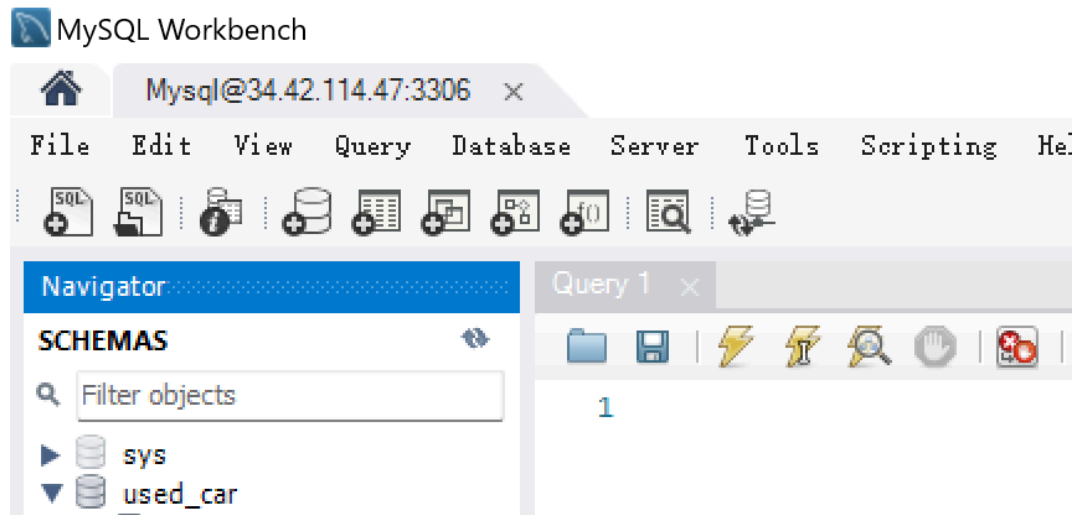 MySQL Workbench
Mysql@34.42.114.47:3306
File Edit View Query Database Server Tools Scripting
SQL SQL f()
Navigator
Query 1
SCHEMAS
Filter objects
1
sys
used_car